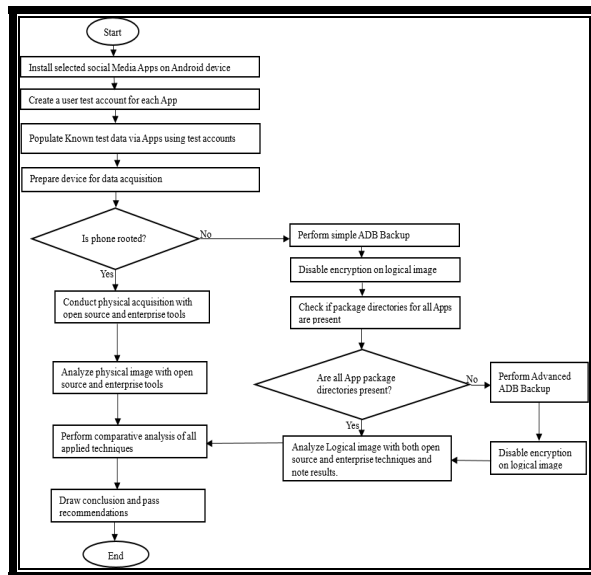 Start
Install selected social Media Apps on Android device
Create a user test account for each App
Populate Known test data via Apps using test accounts
Prepare device for data acquisition
Is phone rooted?
No
Yes
Perform simple ADB Backup
Disable encryption on logical image
Check if package directories for all Apps
are present
Conduct physical acquisition with
open source and enterprise tools
Are all App package
directories present?
No
Yes
Perform Advanced
ADB Backup
Analyze physical image with open
source and enterprise tools
Perform comparative analysis of all
applied techniques
Analyze Logical image with both open
source and enterprise techniques and
note results.
Disable encryption
on logical image
Draw conclusion and pass
recommendations
End